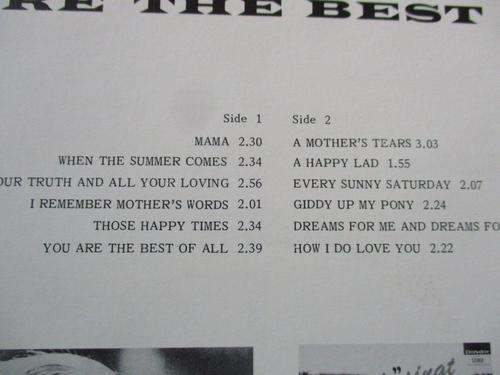 RE THE BEST
Side 1
MAMA 2.30
WHEN THE SUMMER COMES 2.34
OUR TRUTH AND ALL YOUR LOVING 2.56
I REMEMBER MOTHER'S WORDS 2.01
THOSE HAPPY TIMES 2.34
YOU ARE THE BEST OF ALL 2.39
Side 2
A MOTHER'S TEARS 3.03
A HAPPY LAD 1.55
EVERY SUNNY SATURDAY 2.07
GIDDY UP MY PONY 2.24
DREAMS FOR ME AND DREAMS FO
HOW I DO LOVE YOU 2.22